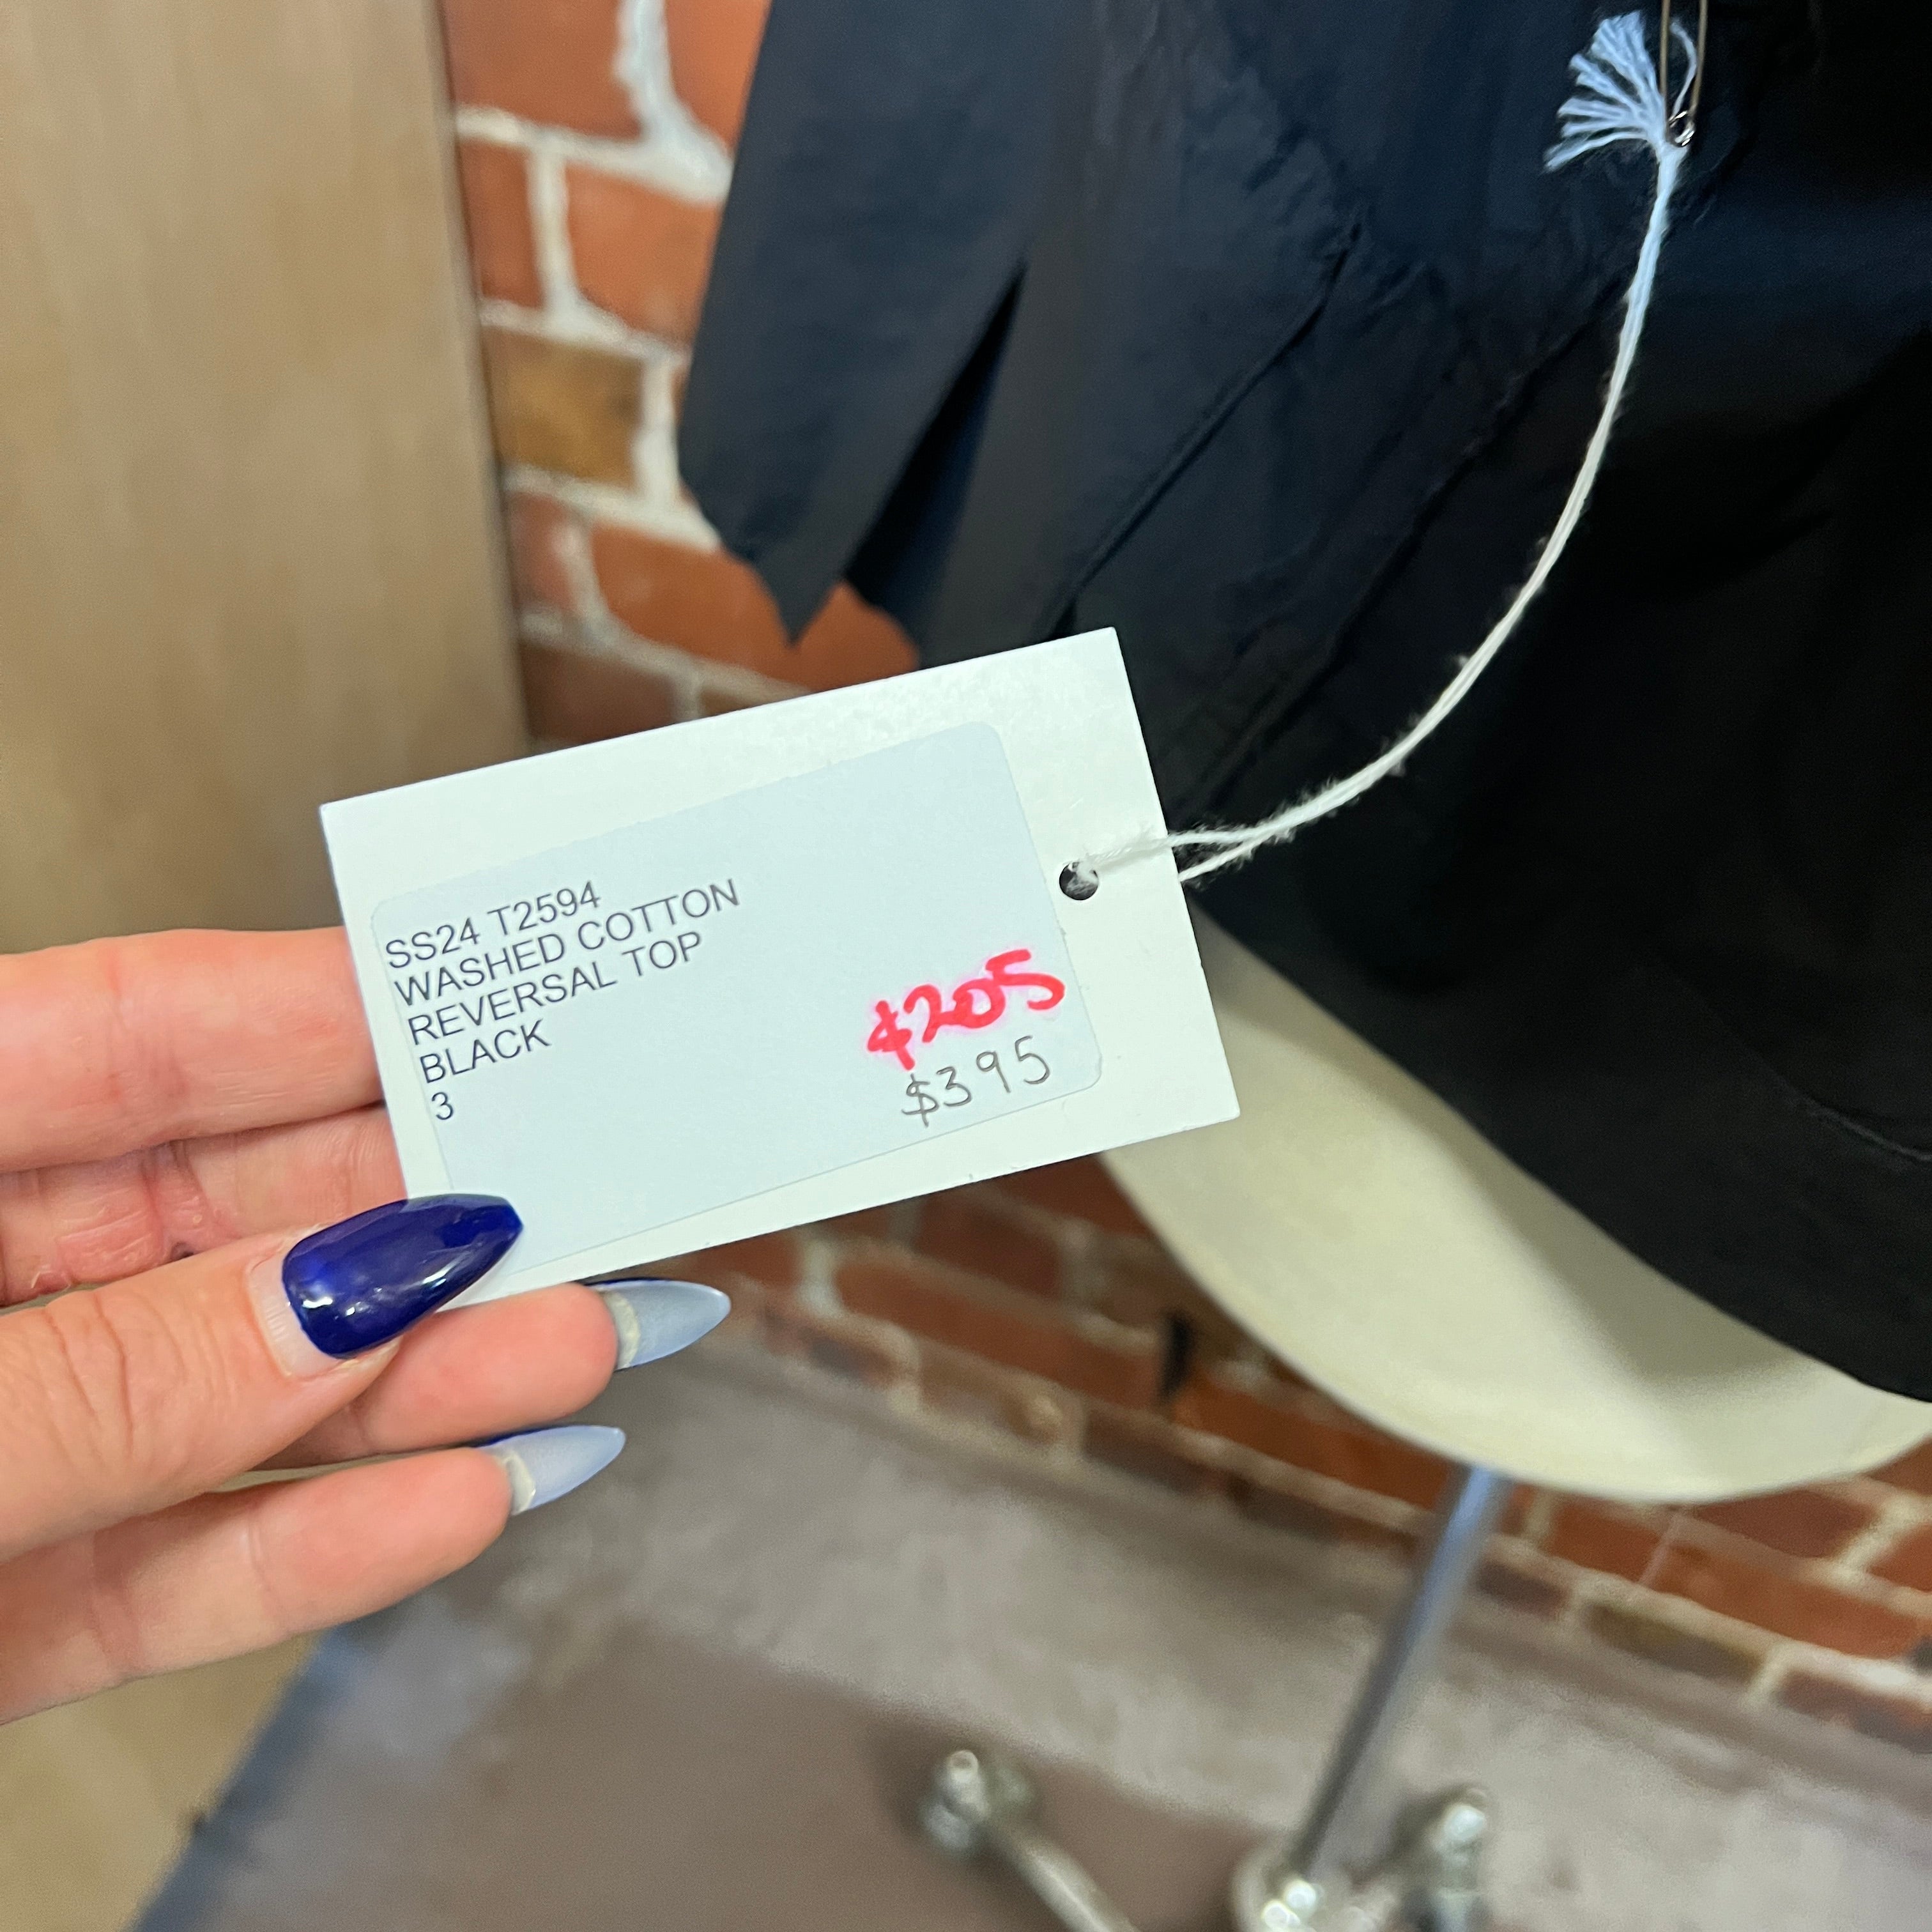 SS24 T2594
WASHED COTTON
REVERSAL TOP
BLACK
3
$205
$395